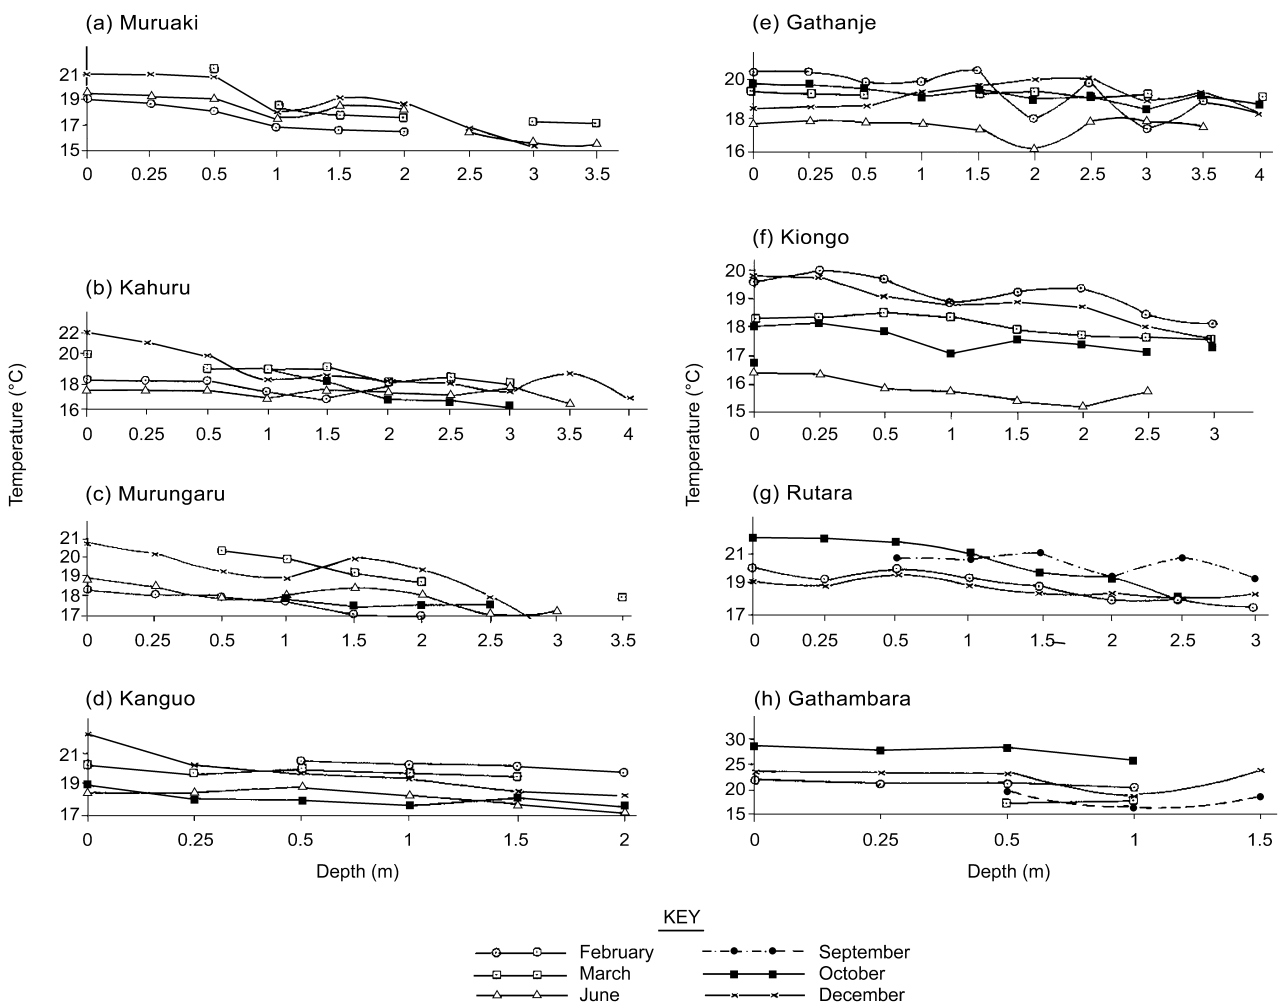 (a) Muruaki
21
19
17
15
0 0.25 0.5 1 1.5 2 2.5 3 3.5
(b) Kahuru
22
20
18
16
0 0.25 0.5 1 1.5 2 2.5 3 3.5 4
(c) Murungaru
21
20
19
18
17
0 0.25 0.5 1 1.5 2 2.5 3 3.5
(d) Kanguo
21
19
17
0 0.25 0.5 1 1.5 2
Depth (m)
Temperature (°C)
(e) Gathanje
20
18
16
0 0.25 0.5 1 1.5 2 2.5 3 3.5 4
(f) Kiongo
20
19
18
17
16
15
0 0.25 0.5 1 1.5 2 2.5 3
(g) Rutara
21
19
17
0 0.25 0.5 1 1.5 2 2.5 3
(h) Gathambara
30
25
20
15
0 0.25 0.5 1 1.5
Depth (m)
Temperature (°C)
KEY
February
March
June
September
October
December